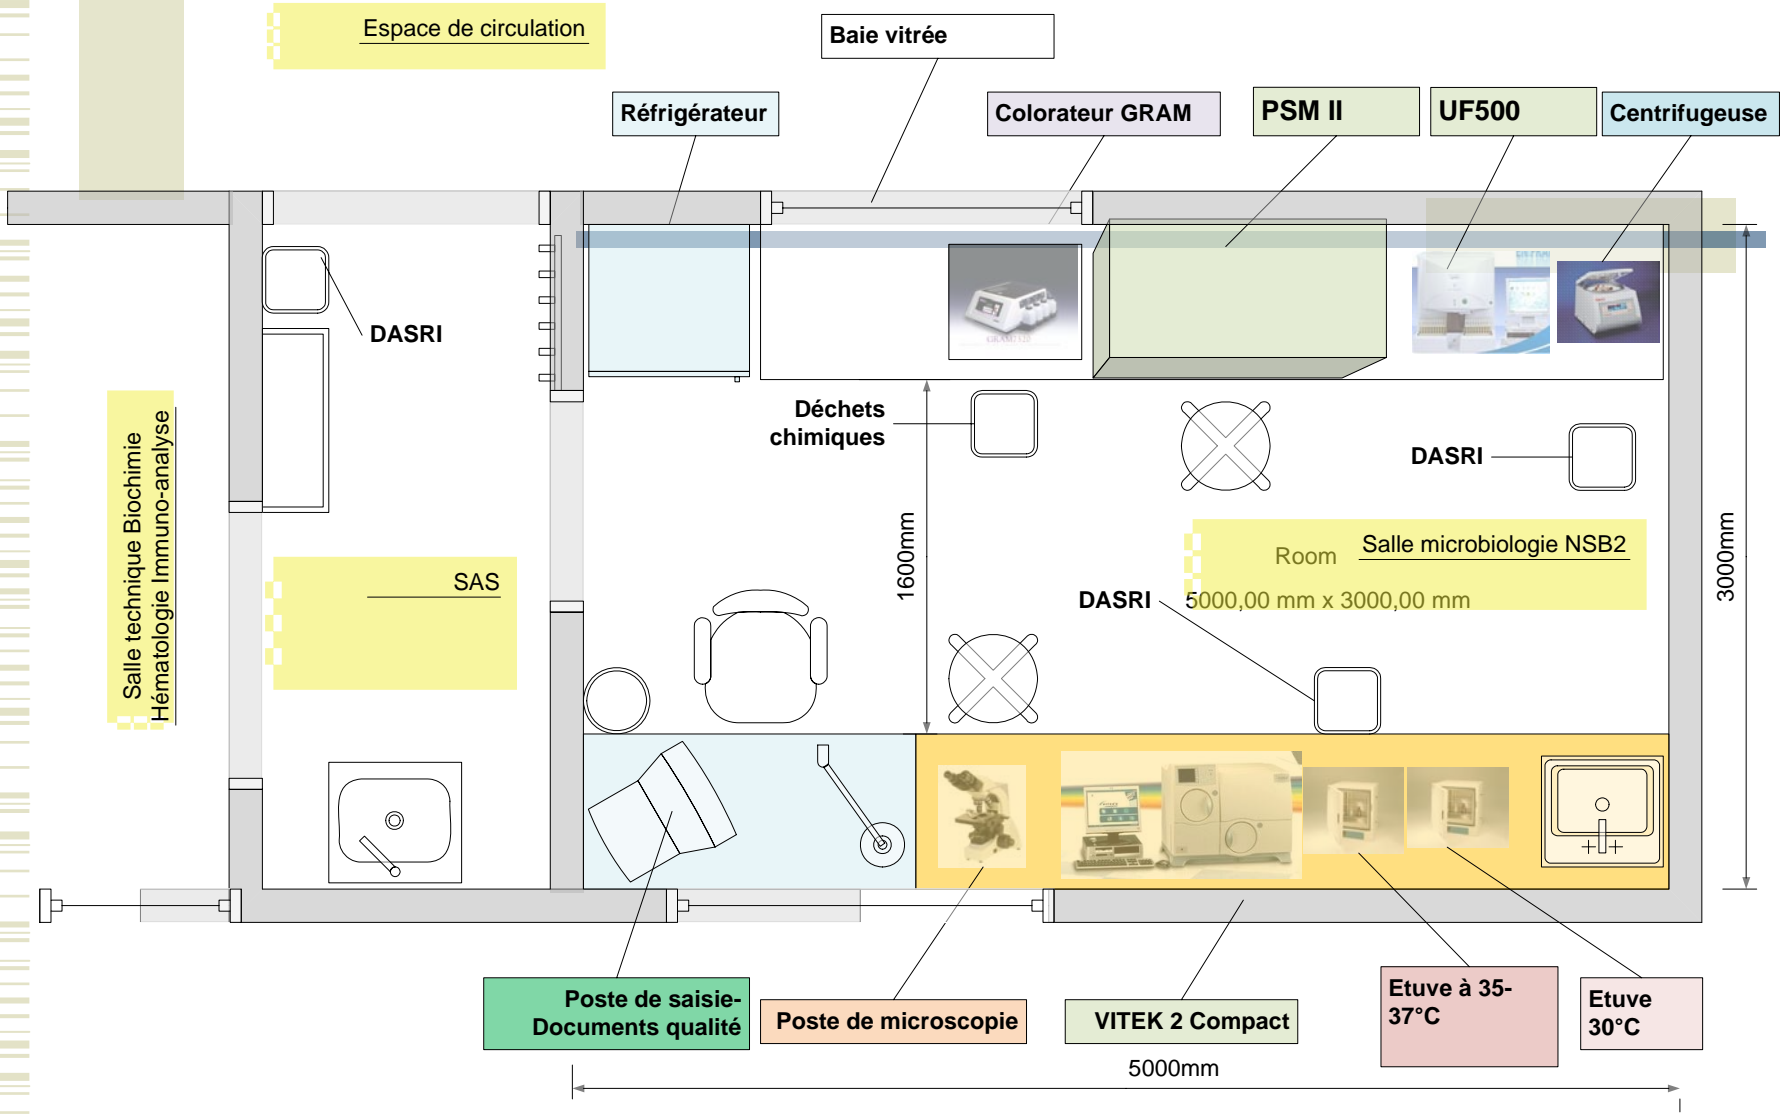 Espace de circulation
Baie vitrée
Réfrigérateur
Colorateur GRAM
PSM II
UF500
Centrifugeuse
DASRI
GRAM2320
Déchets
chimiques
DASRI
Salle technique Biochimie
Hématologie Immuno-analyse
1600mm
3000mm
Room
Salle microbiologie NSB2
SAS
DASRI
5000,00 mm x 3000,00 mm
Poste de saisie-
Documents qualité
Poste de microscopie
VITEK 2 Compact
Etuve à 35-
37°C
Etuve
30°C
5000mm